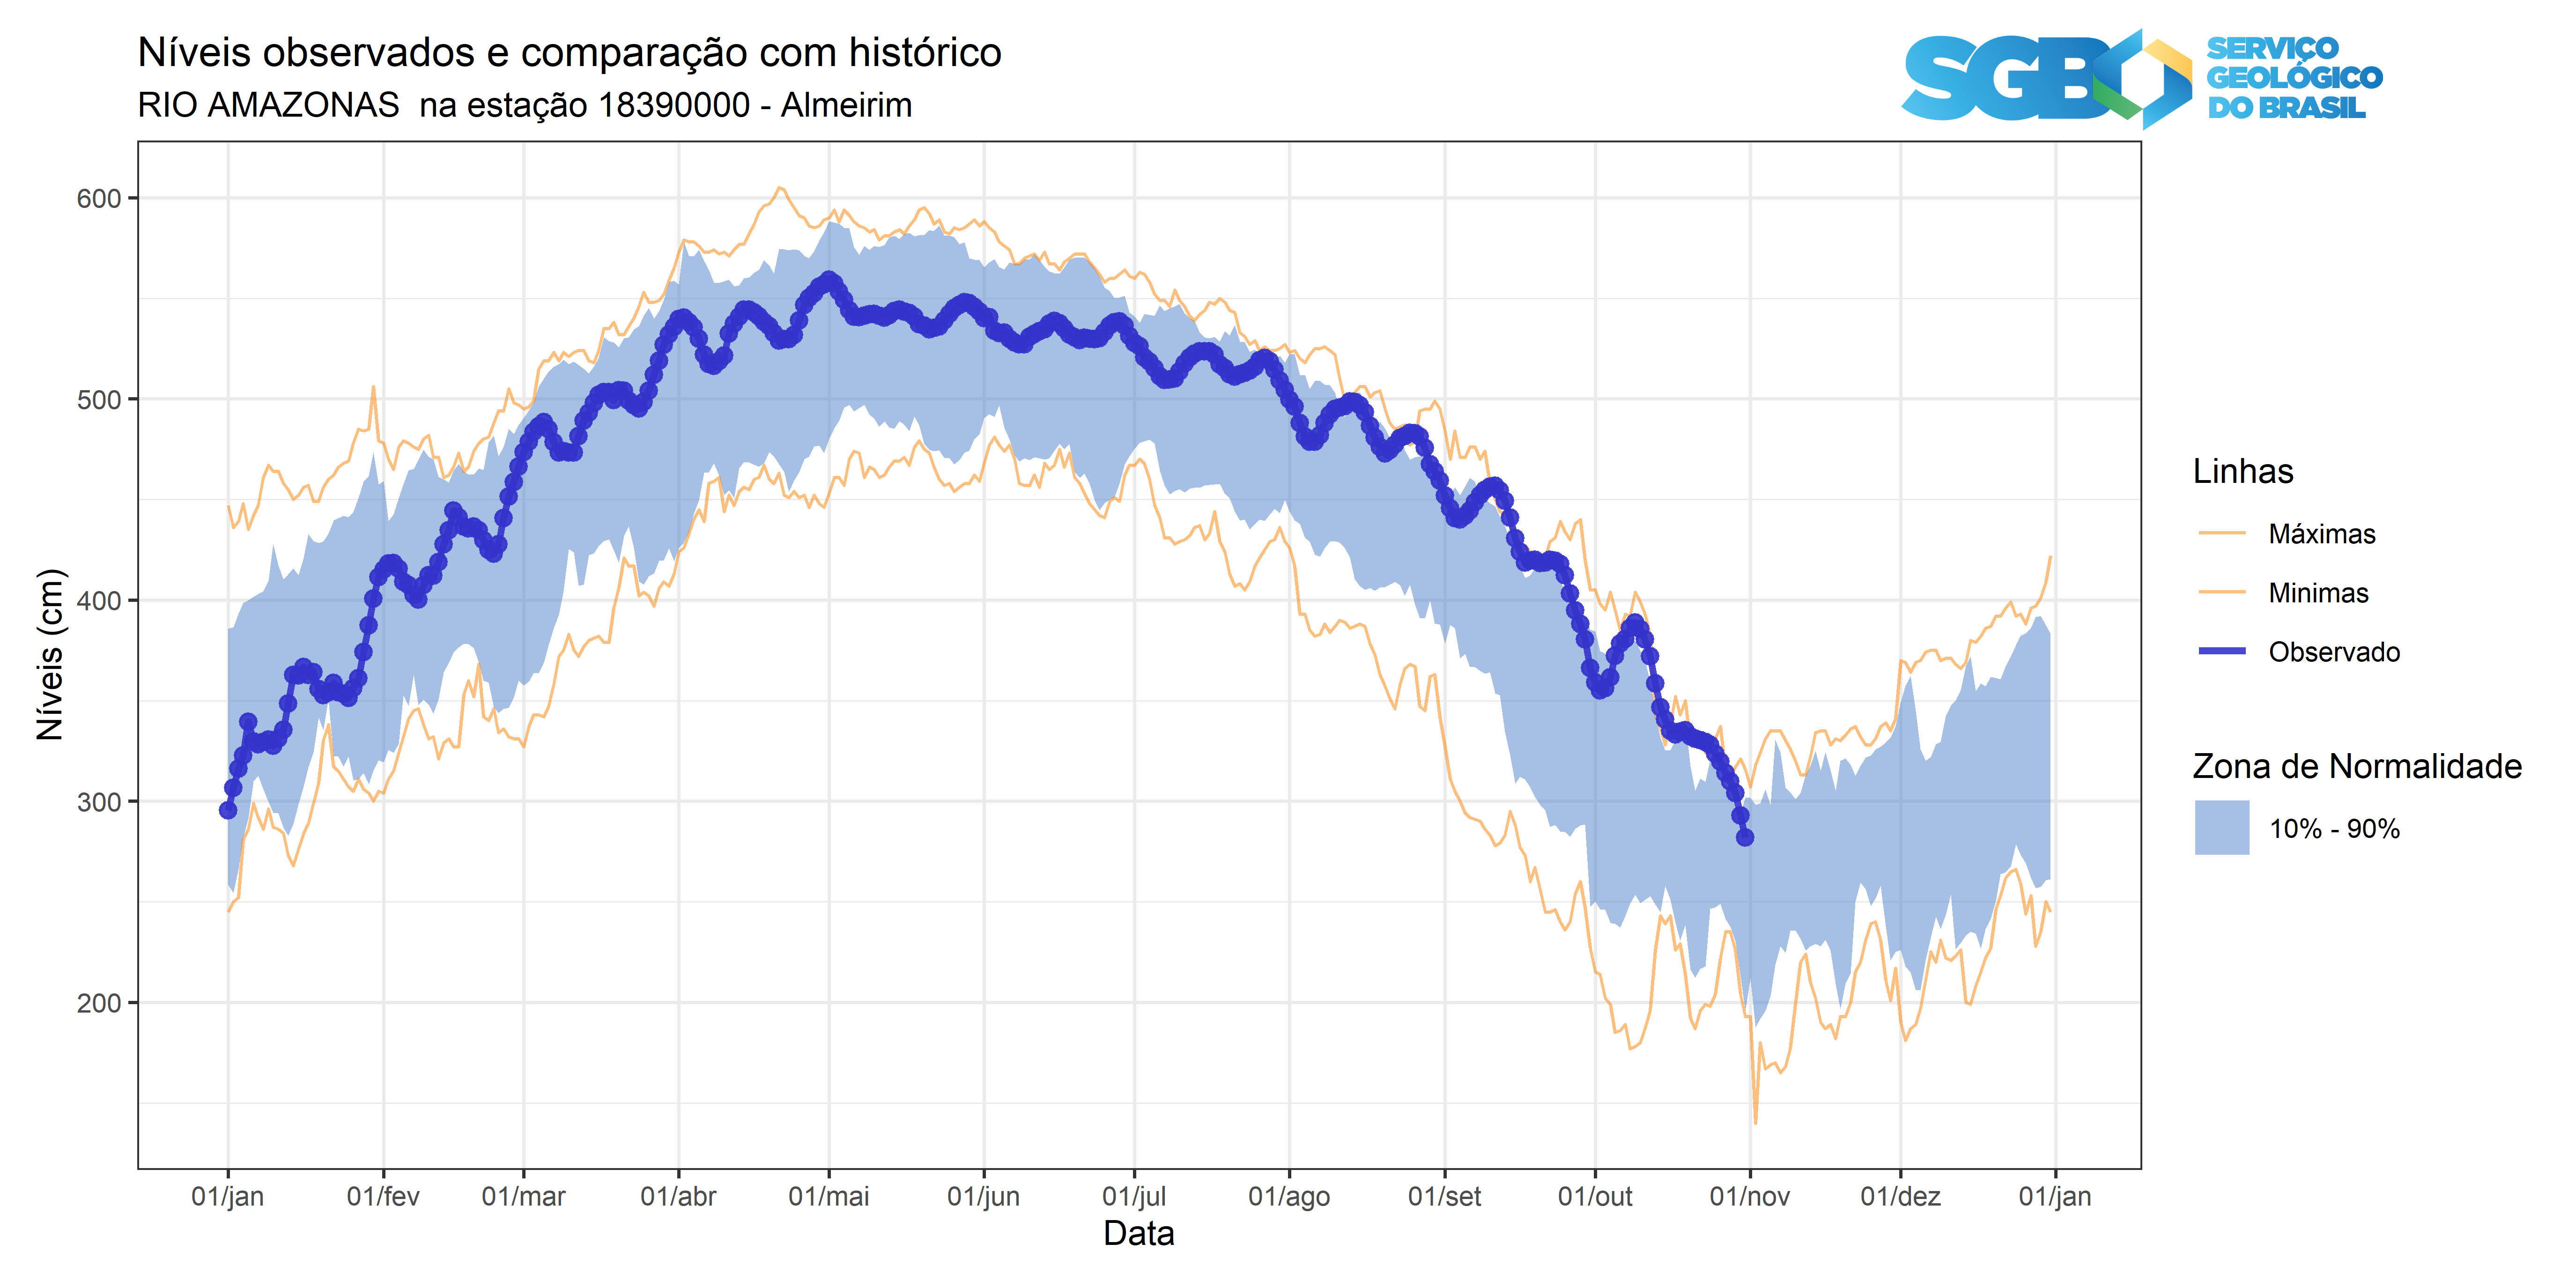 Níveis observados e comparação com histórico
RIO AMAZONAS na estação 18390000 - Almeirim
SGB
SERVIÇO
GEOLÓGICO
DO BRASIL
Níveis (cm)
600
500
400
300
200
01/jan
01/fev
01/mar
01/abr
01/mai
01/jun
01/jul
01/ago
01/set
01/out
01/nov
01/dez
01/jan
Data
Linhas
Máximas
Minimas
Observado
Zona de Normalidade
10% - 90%